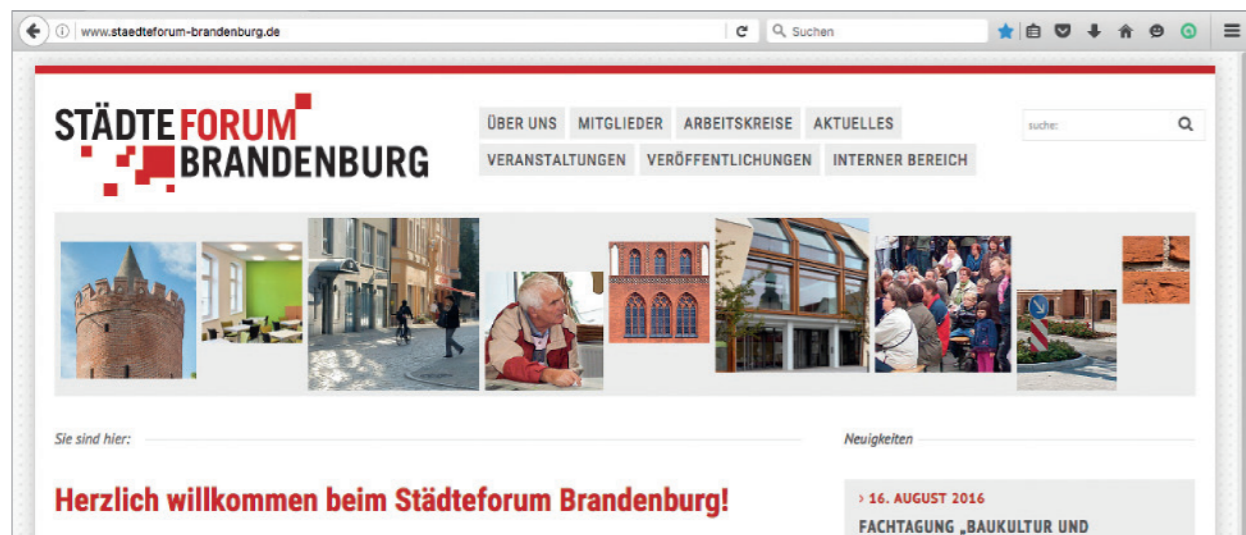 www.staedteforum-brandenburg.de
Suchen
STÄDTEFORUM
BRANDENBURG
ÜBER UNS MITGLIEDER ARBEITSKREISE AKTUELLES
VERANSTALTUNGEN VERÖFFENTLICHUNGEN INTERNER BEREICH
suche:
Sie sind hier:
Neuigkeiten
Herzlich willkommen beim Städteforum Brandenburg!
› 16. AUGUST 2016
FACHTAGUNG „BAUKULTUR UND